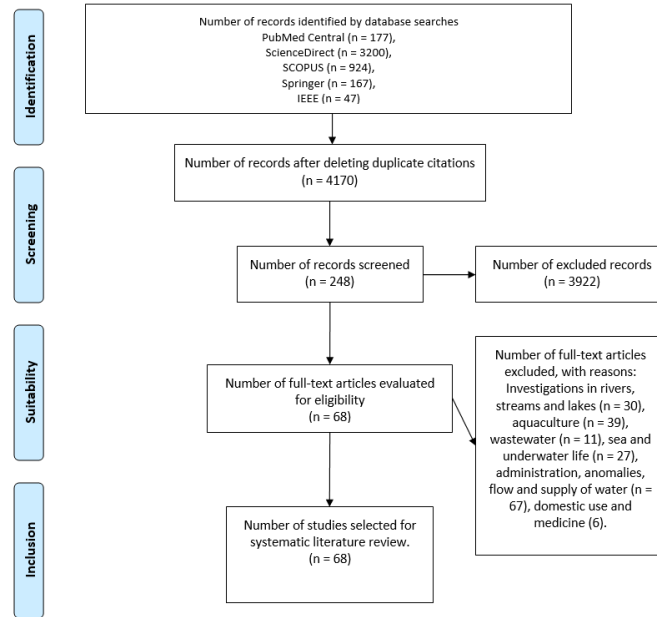 Identification
Number of records identified by database searches
PubMed Central (n = 177),
ScienceDirect (n = 3200),
SCOPUS (n = 924),
Springer (n = 167),
IEEE (n = 47)
Number of records after deleting duplicate citations
(n = 4170)
Screening
Number of records screened
(n = 248)
Number of excluded records
(n = 3922)
Suitability
Number of full-text articles evaluated
for eligibility
(n = 68)
Number of full-text articles
excluded, with reasons:
Investigations in rivers,
streams and lakes (n = 30),
aquaculture (n = 39),
wastewater (n = 11), sea and
underwater life (n = 27),
administration, anomalies,
flow and supply of water (n =
67), domestic use and
medicine (6).
Inclusion
Number of studies selected for
systematic literature review.
(n = 68)